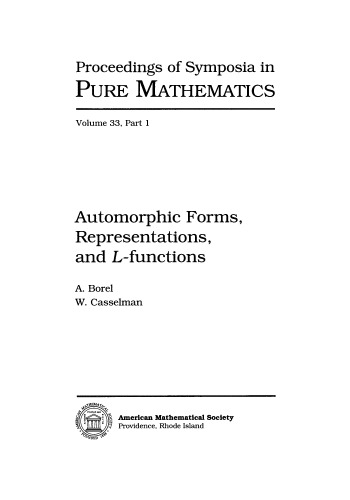 Proceedings of Symposia in
PURE MATHEMATICS
Volume 33, Part 1
Automorphic Forms,
Representations,
and L-functions
A. Borel
W. Casselman
American Mathematical Society
Providence, Rhode Island